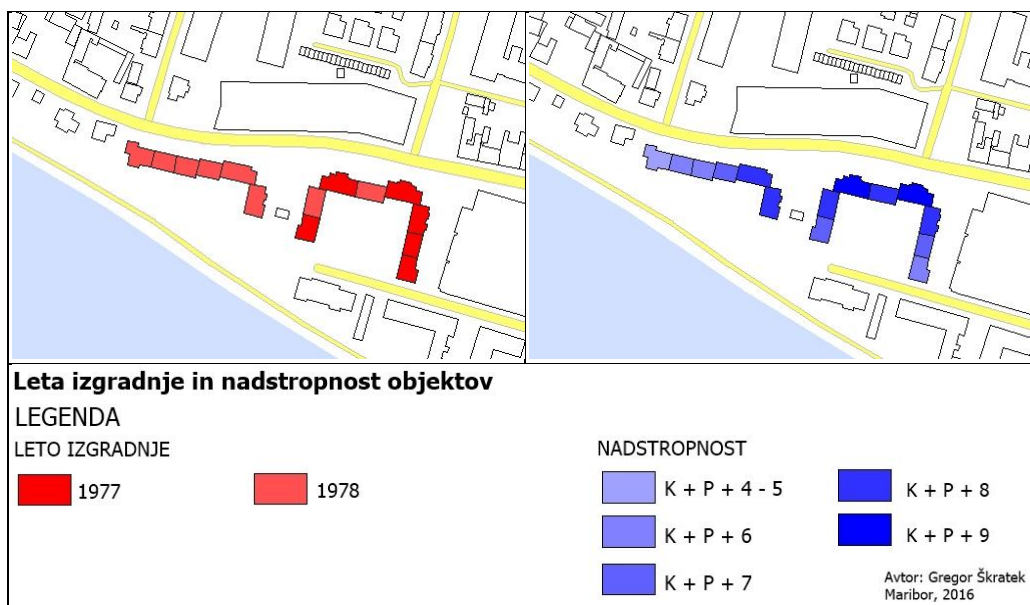 Leta izgradnje in nadstropnost objektov
LEGENDA
LETO IZGRADNJE
1977
1978
NADSTROPNOST
K + P + 4 - 5
K + P + 6
K + P + 7
K + P + 8
K + P + 9
Avtor: Gregor Škratek
Maribor, 2016